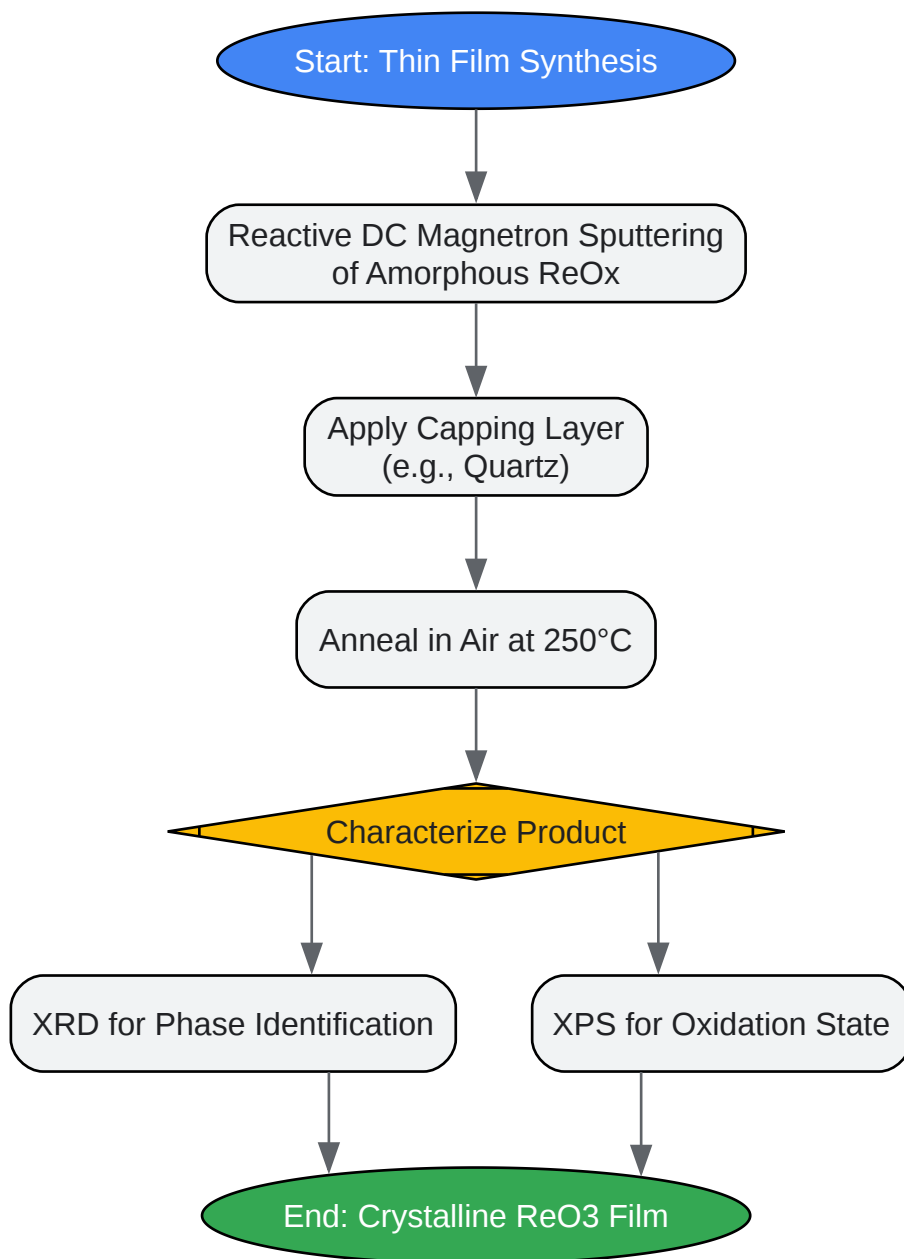 Start: Thin Film Synthesis
Reactive DC Magnetron Sputtering
of Amorphous ReOx
Apply Capping Layer
(e.g., Quartz)
Anneal in Air at 250°C
Characterize Product
XRD for Phase Identification
XPS for Oxidation State
End: Crystalline ReO3 Film